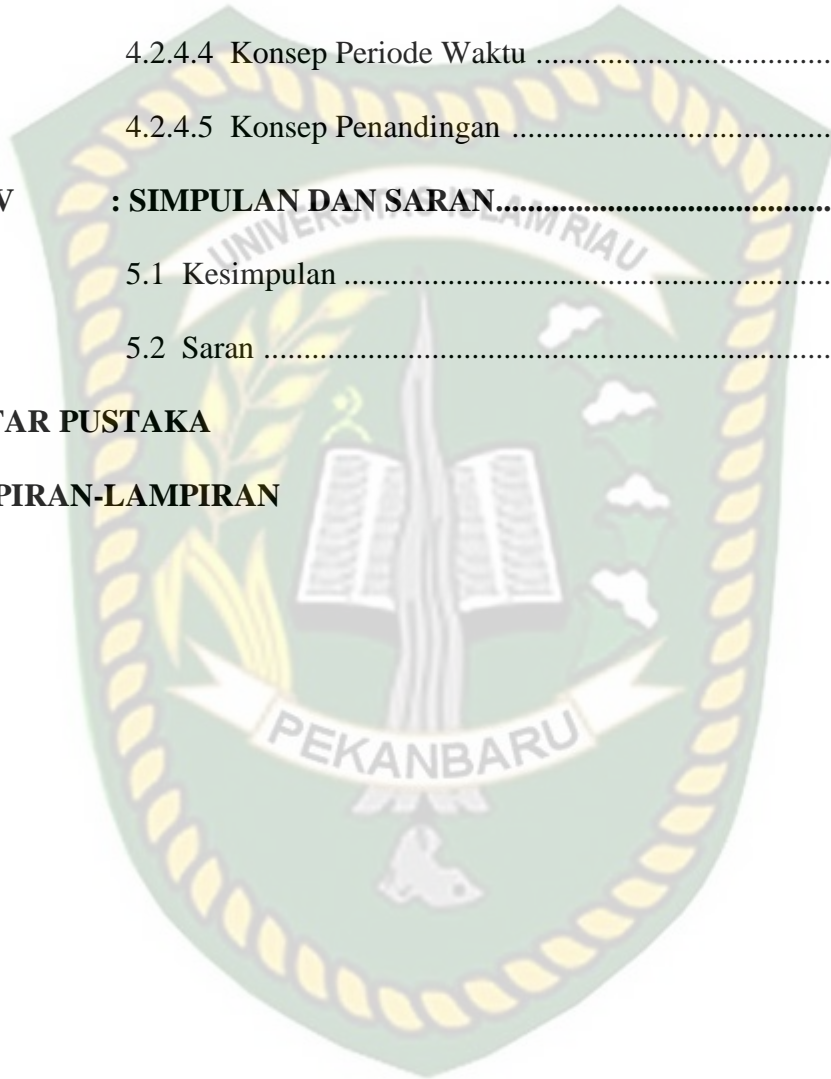 4.2.4.4 Konsep Periode Waktu ....................................
4.2.4.5 Konsep Penandingan .......................................
V : SIMPULAN DAN SARAN.......................................
UNIVERSITAS ISLAM RIAU
5.1 Kesimpulan ............................................................
5.2 Saran .......................................................................
TAR PUSTAKA
PIRAN-LAMPIRAN
PEKANBARU